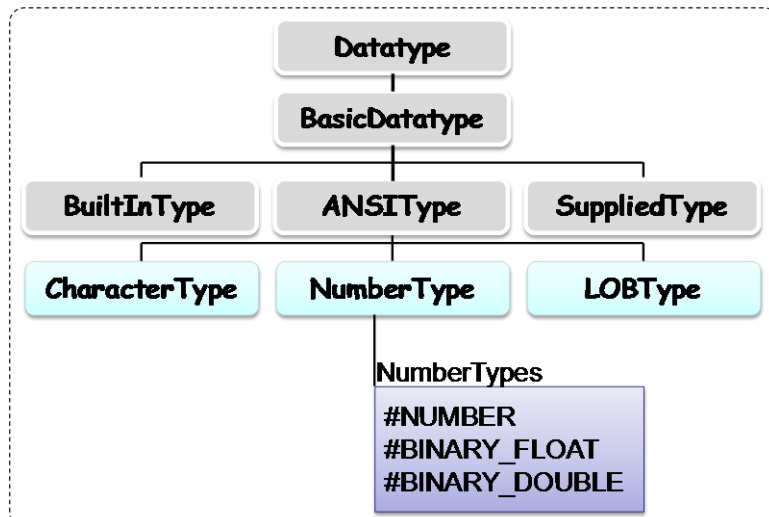 Datatype
BasicDatatype
BuiltInType
ANSIType
SuppliedType
CharacterType
NumberType
LOBType
NumberTypes
#NUMBER
#BINARY_FLOAT
#BINARY_DOUBLE